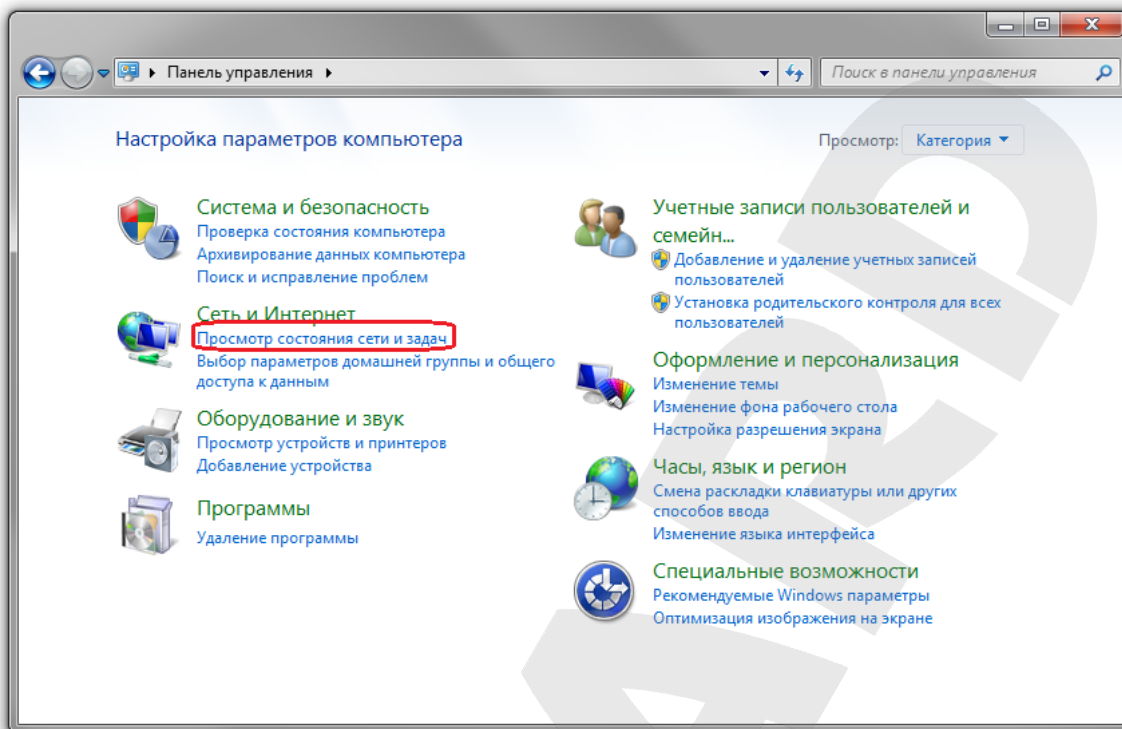 Панель управления
Поиск в панели управления
Настройка параметров компьютера
Просмотр: Категория
Система и безопасность
Проверка состояния компьютера
Архивирование данных компьютера
Поиск и исправление проблем
Сеть и Интернет
Просмотр состояния сети и задач
Выбор параметров домашней группы и общего
доступа к данным
Оборудование и звук
Просмотр устройств и принтеров
Добавление устройства
Программы
Удаление программы
Учетные записи пользователей и
семейн...
Добавление и удаление учетных записей
пользователей
Установка родительского контроля для всех
пользователей
Оформление и персонализация
Изменение темы
Изменение фона рабочего стола
Настройка разрешения экрана
Часы, язык и регион
Смена раскладки клавиатуры или других
способов ввода
Изменение языка интерфейса
Специальные возможности
Рекомендуемые Windows параметры
Оптимизация изображения на экране
ARD